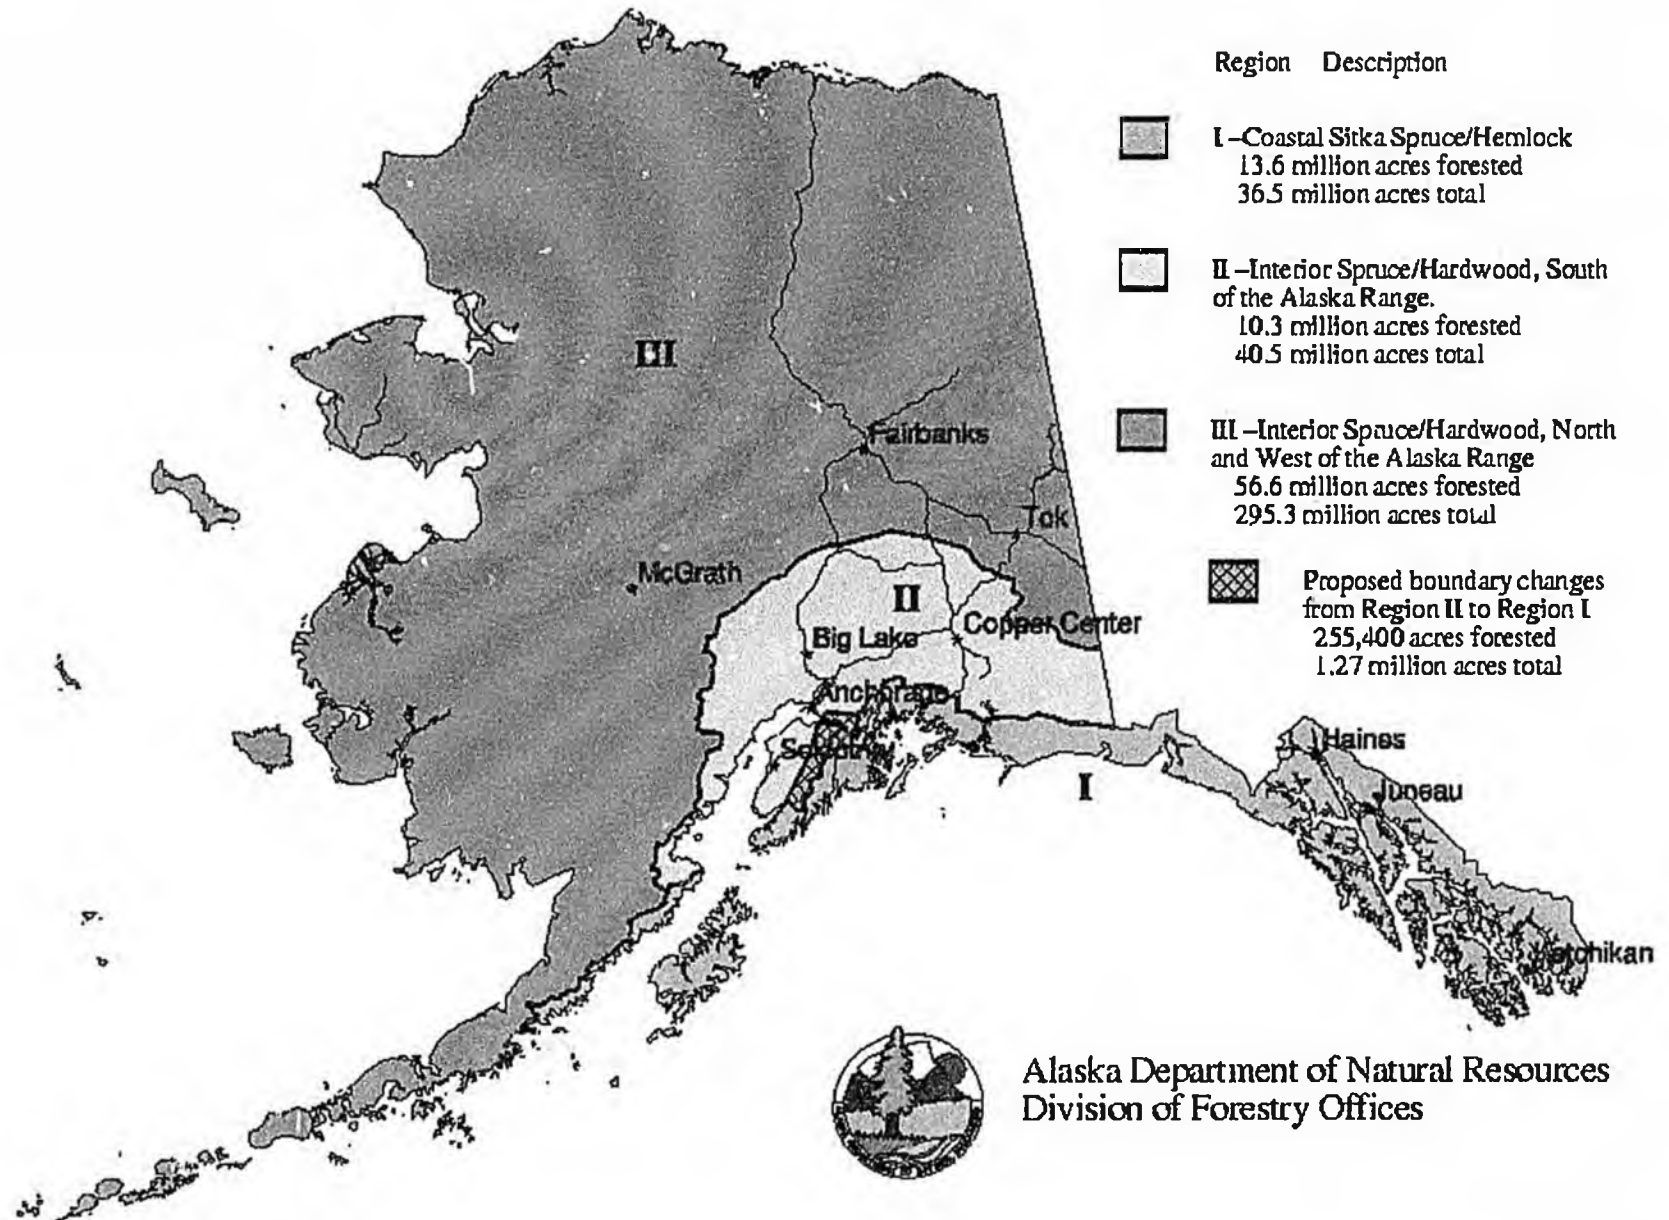 Region Description
I –Coastal Sitka Spruce/Hemlock
13.6 million acres forested
36.5 million acres total
II –Interior Spruce/Hardwood, South
of the Alaska Range.
10.3 million acres forested
40.5 million acres total
III –Interior Spruce/Hardwood, North
and West of the Alaska Range
56.6 million acres forested
295.3 million acres total
Proposed boundary changes
from Region II to Region I
255,400 acres forested
1.27 million acres total
III
Fairbanks
Tok
McGrath
II
Copper Center
Big Lake
Anchorage
Haines
I
Juneau
Alaska Department of Natural Resources
Division of Forestry Offices